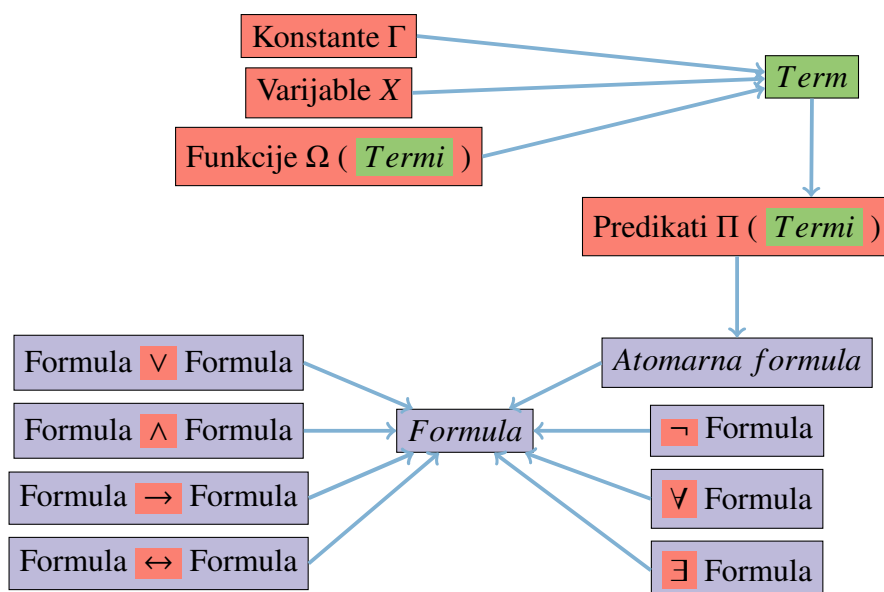 Konstante Γ
Varijable X
Term
Funkcije Ω ( Termi )
Predikati Π ( Termi )
Formula ∨ Formula
Atomarna formula
Formula ∧ Formula
Formula
¬ Formula
Formula → Formula
∀ Formula
Formula ↔ Formula
∃ Formula